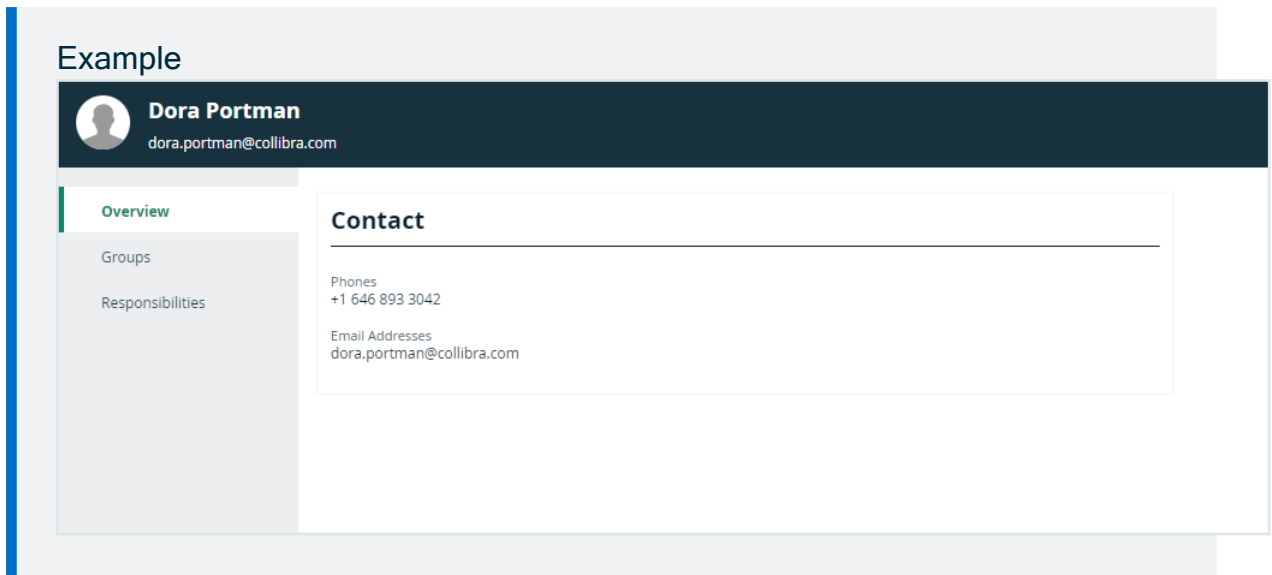 Example
Dora Portman
dora.portman@collibra.com
Overview
Groups
Responsibilities
Contact
Phones
+1 646 893 3042
Email Addresses
dora.portman@collibra.com